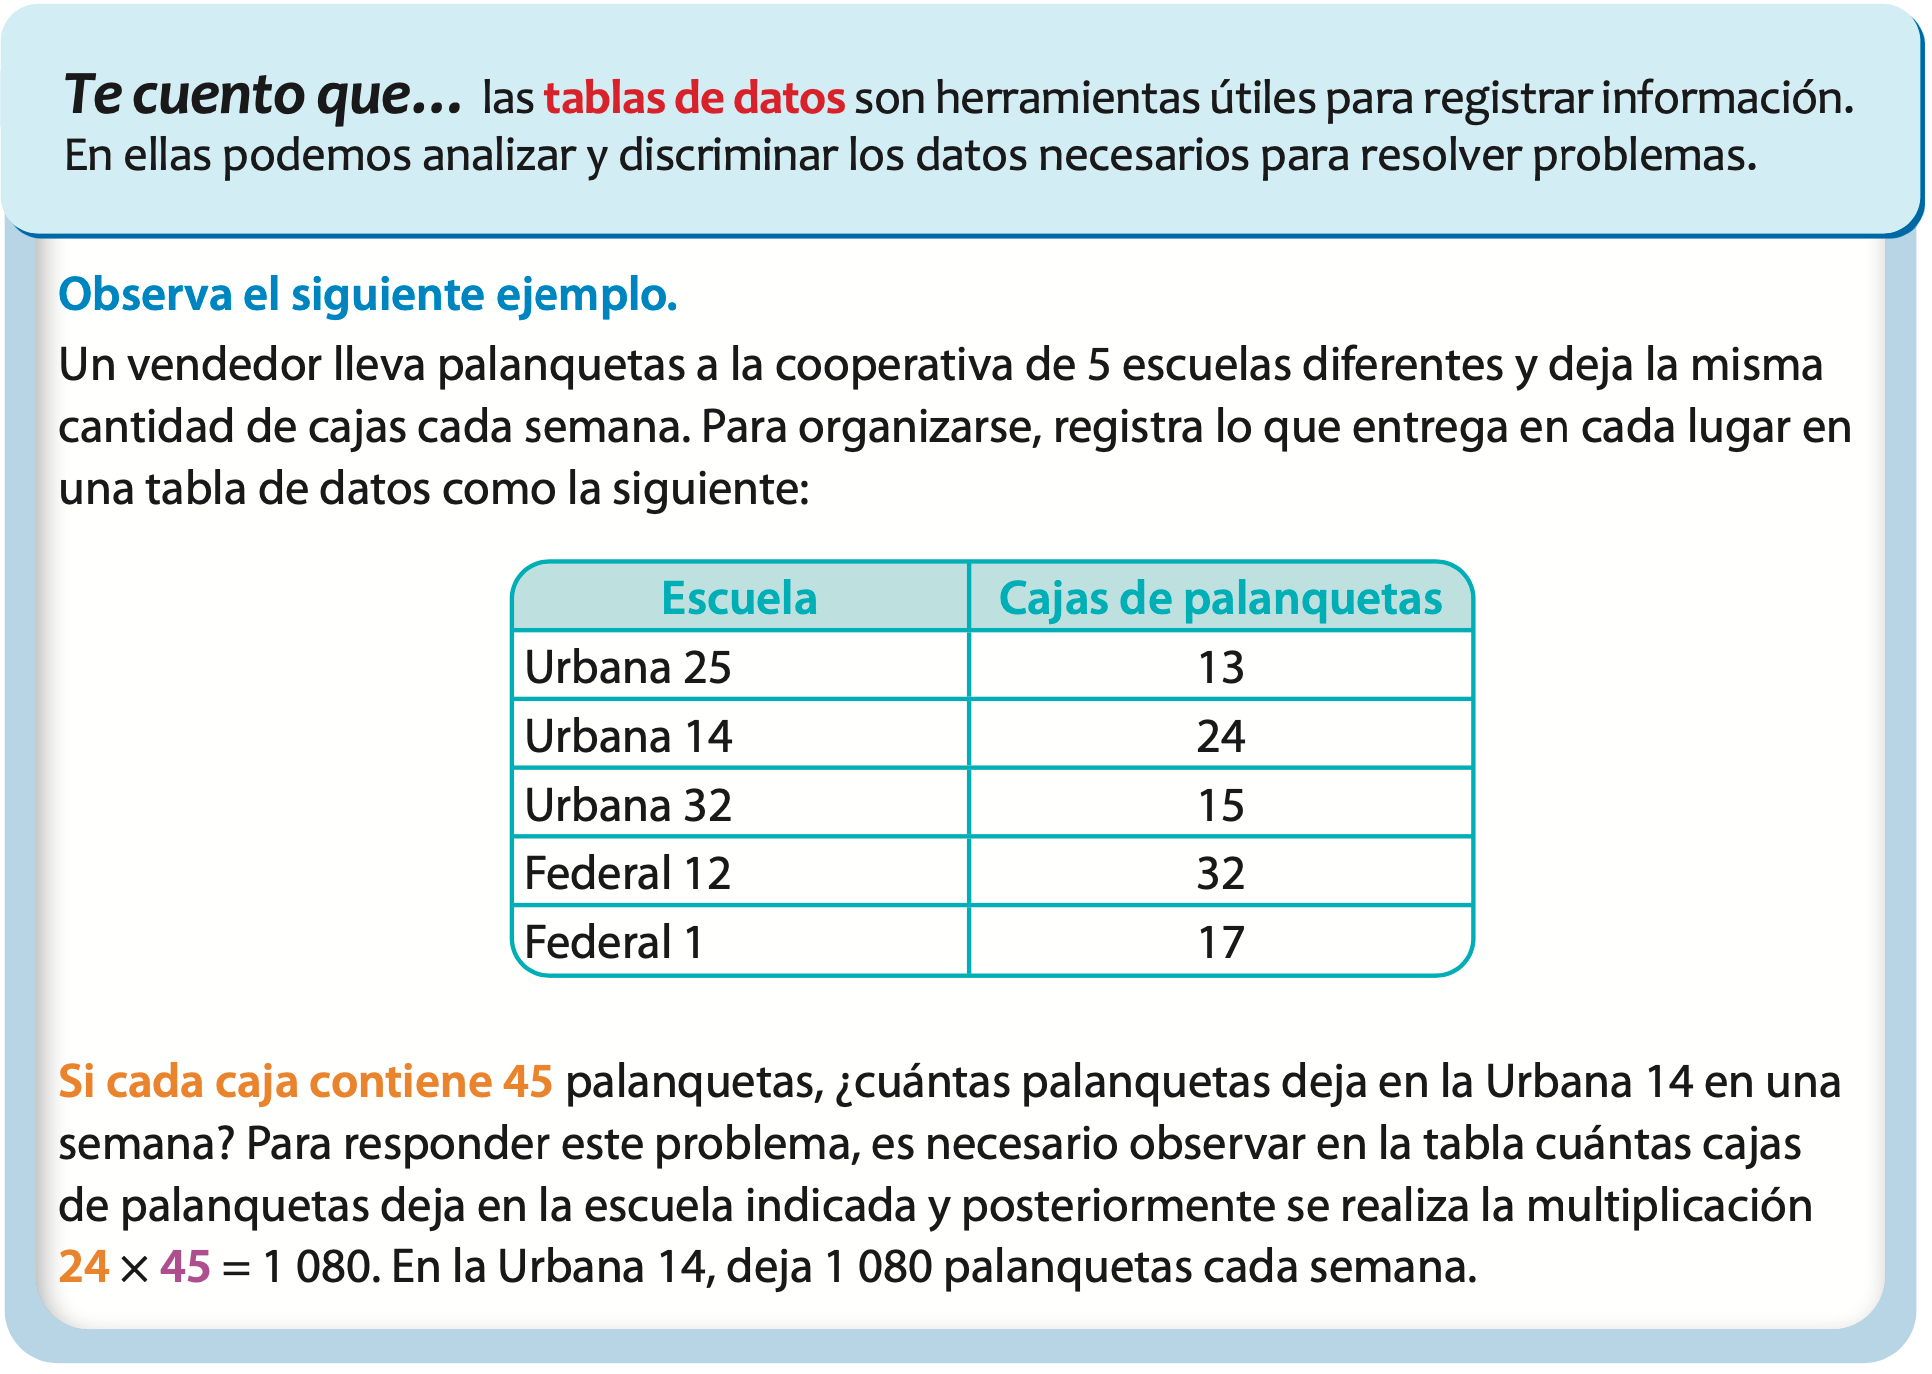 Te cuento que... las tablas de datos son herramientas útiles para registrar información.
En ellas podemos analizar y discriminar los datos necesarios para resolver problemas.
Observa el siguiente ejemplo.
Un vendedor lleva palanquetas a la cooperativa de 5 escuelas diferentes y deja la misma
cantidad de cajas cada semana. Para organizarse, registra lo que entrega en cada lugar en
una tabla de datos como la siguiente:
Escuela Cajas de palanquetas
Urbana 25 13
Urbana 14 24
Urbana 32 15
Federal 12 32
Federal 1 17
Si cada caja contiene 45 palanquetas, ¿cuántas palanquetas deja en la Urbana 14 en una
semana? Para responder este problema, es necesario observar en la tabla cuántas cajas
de palanquetas deja en la escuela indicada y posteriormente se realiza la multiplicación
24 × 45 = 1 080. En la Urbana 14, deja 1 080 palanquetas cada semana.